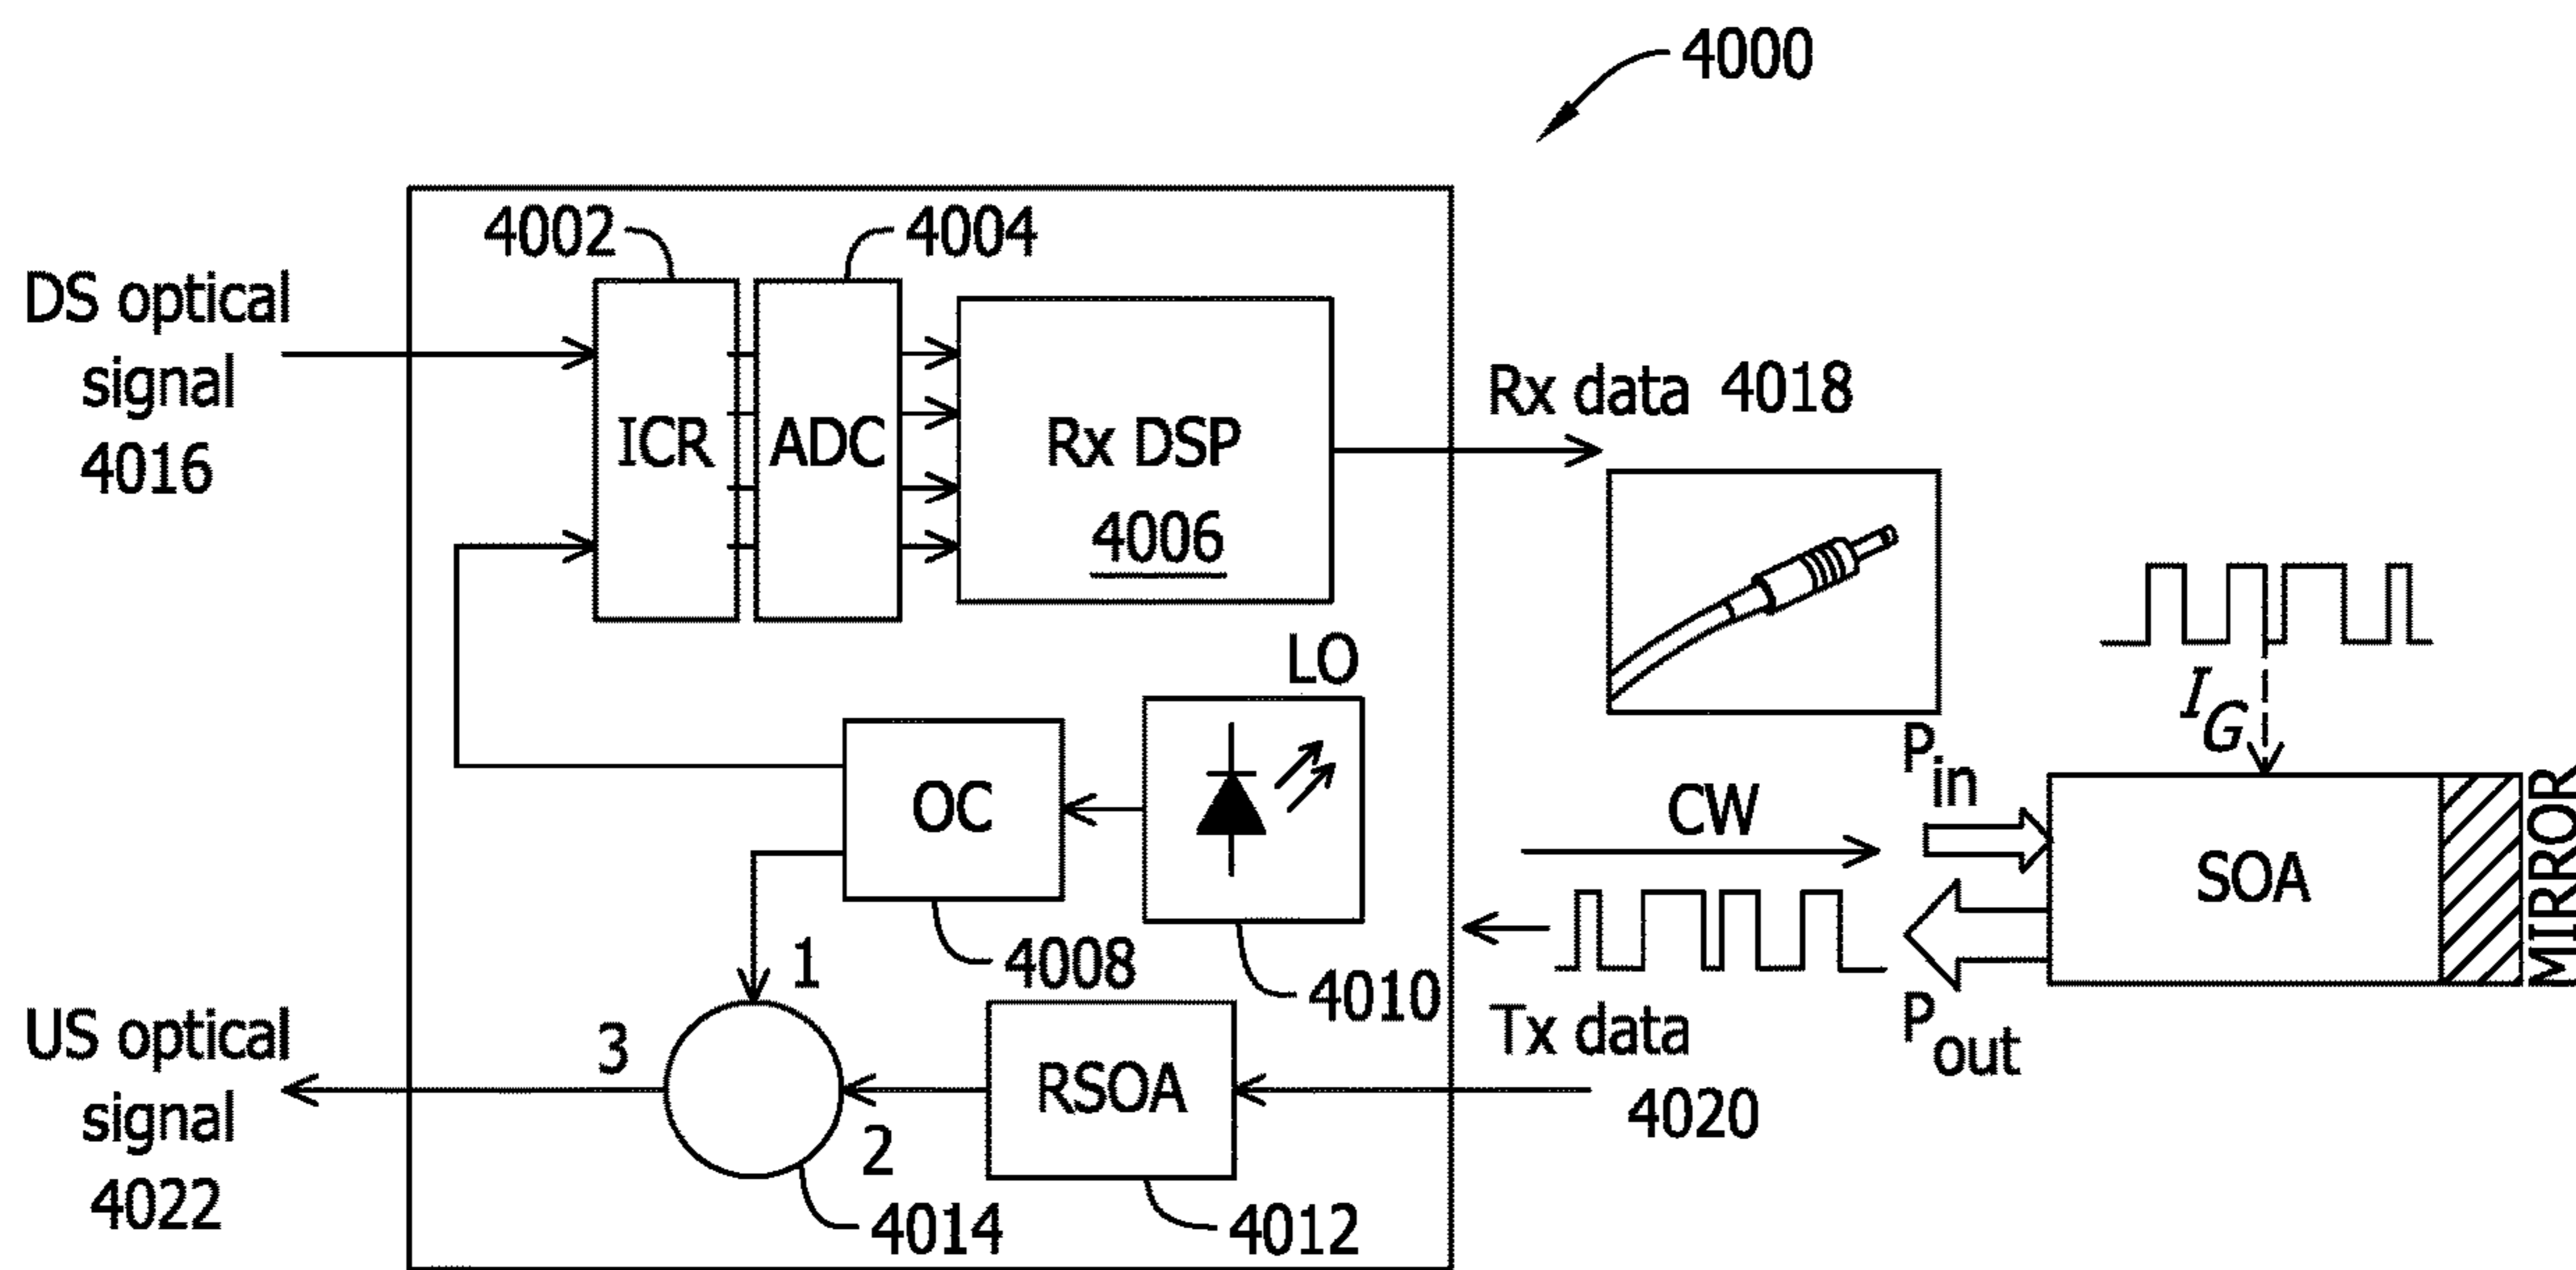 4000
4002
4004
DS optical
signal
4016
ICR
ADC
Rx DSP
4006
Rx data 4018
LO
I_G
P_in
OC
CW
SOA
MIRROR
1
4008
4010
P_out
US optical
signal
4022
3
2
RSOA
Tx data
4020
4014
4012